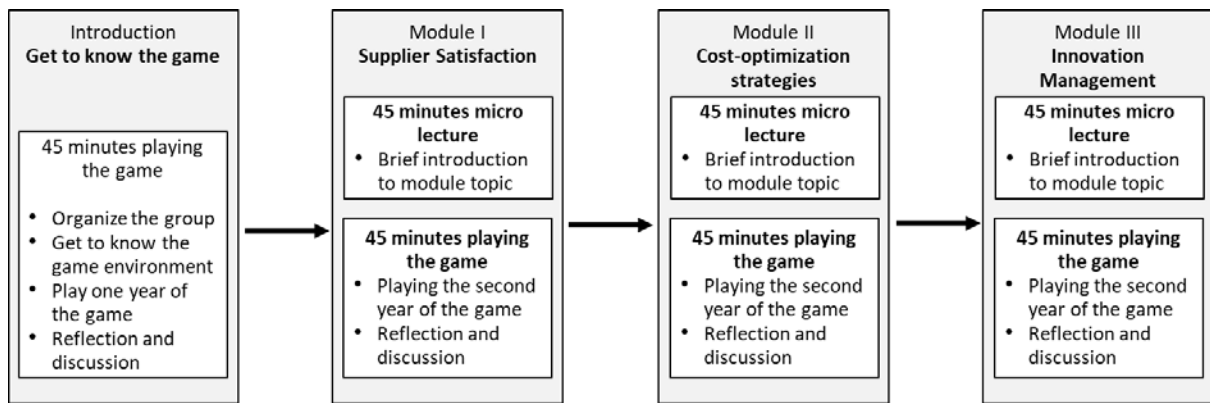 Introduction
Get to know the game
45 minutes playing
the game
• Organize the group
• Get to know the
game environment
• Play one year of
the game
• Reflection and
discussion
Module I
Supplier Satisfaction
45 minutes micro
lecture
• Brief introduction
to module topic
45 minutes playing
the game
• Playing the second
year of the game
• Reflection and
discussion
Module II
Cost-optimization
strategies
45 minutes micro
lecture
• Brief introduction
to module topic
45 minutes playing
the game
• Playing the second
year of the game
• Reflection and
discussion
Module III
Innovation
Management
45 minutes micro
lecture
• Brief introduction
to module topic
45 minutes playing
the game
• Playing the second
year of the game
• Reflection and
discussion